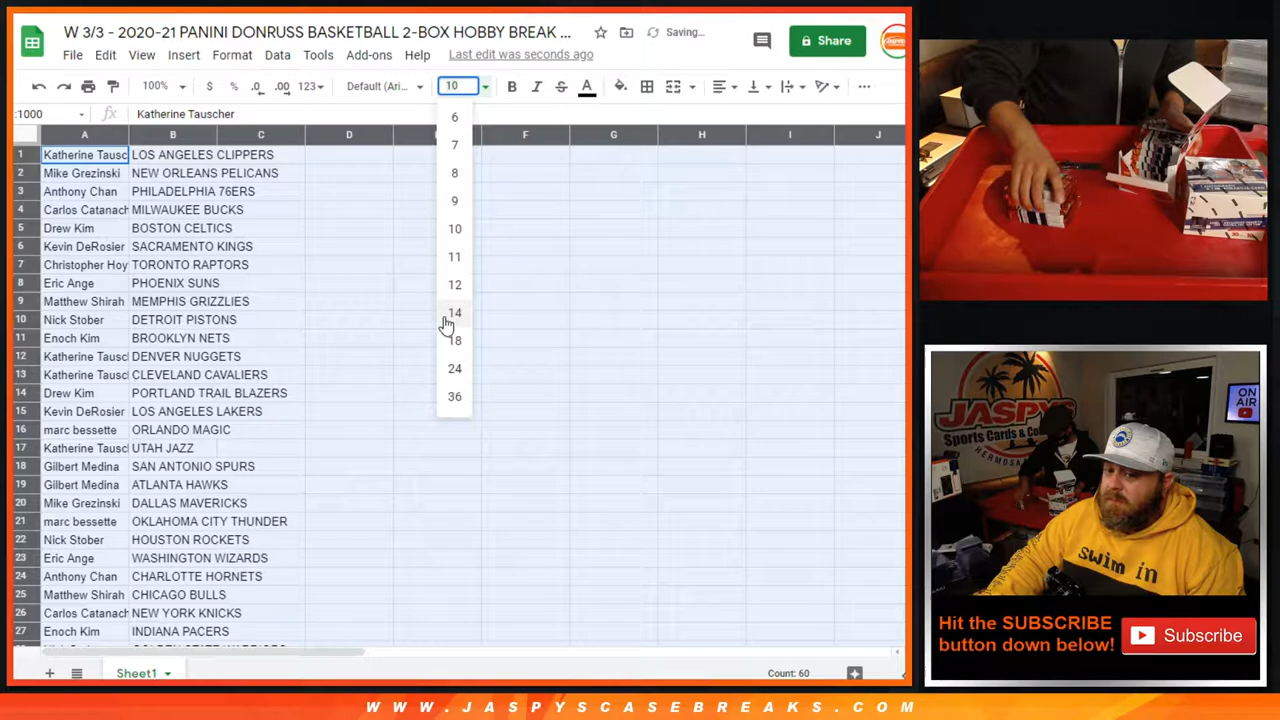 W 3/3 - 2020-21 PANINI DONRUSS BASKETBALL 2-BOX HOBBY BREAK ...
Saving...
Share
File Edit View Insert Format Data Tools Add-ons Help Last edit was seconds ago
100% $ % .0 .00 123 Default (Ari... 10 B I S A
:1000 fx Katherine Tauscher
A B C D F G H I J
1 Katherine Tausc LOS ANGELES CLIPPERS
2 Mike Grezinski NEW ORLEANS PELICANS
3 Anthony Chan PHILADELPHIA 76ERS
4 Carlos Catanach MILWAUKEE BUCKS
5 Drew Kim BOSTON CELTICS
6 Kevin DeRosier SACRAMENTO KINGS
7 Christopher Hoy TORONTO RAPTORS
8 Eric Ange PHOENIX SUNS
9 Matthew Shirah MEMPHIS GRIZZLIES
10 Nick Stober DETROIT PISTONS
11 Enoch Kim BROOKLYN NETS
12 Katherine Tausc DENVER NUGGETS
13 Katherine Tausc CLEVELAND CAVALIERS
14 Drew Kim PORTLAND TRAIL BLAZERS
15 Kevin DeRosier LOS ANGELES LAKERS
16 marc bessette ORLANDO MAGIC
17 Katherine Tausc UTAH JAZZ
18 Gilbert Medina SAN ANTONIO SPURS
19 Gilbert Medina ATLANTA HAWKS
20 Mike Grezinski DALLAS MAVERICKS
21 marc bessette OKLAHOMA CITY THUNDER
22 Nick Stober HOUSTON ROCKETS
23 Eric Ange WASHINGTON WIZARDS
24 Anthony Chan CHARLOTTE HORNETS
25 Matthew Shirah CHICAGO BULLS
26 Carlos Catanach NEW YORK KNICKS
27 Enoch Kim INDIANA PACERS
6
7
8
9
10
11
12
14
18
24
36
Sheet1
Count: 60
JASPYS
Sports Cards & Co
HERMOSA
ON
AIR
swim in
Hit the SUBSCRIBE
button down below!
Subscribe
WWW.JASPYSCASEBREAKS.COM